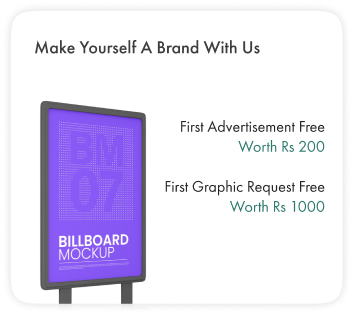 Make Yourself A Brand With Us
First Advertisement Free
Worth Rs 200
First Graphic Request Free
Worth Rs 1000
BM
07
BILLBOARD
MOCKUP